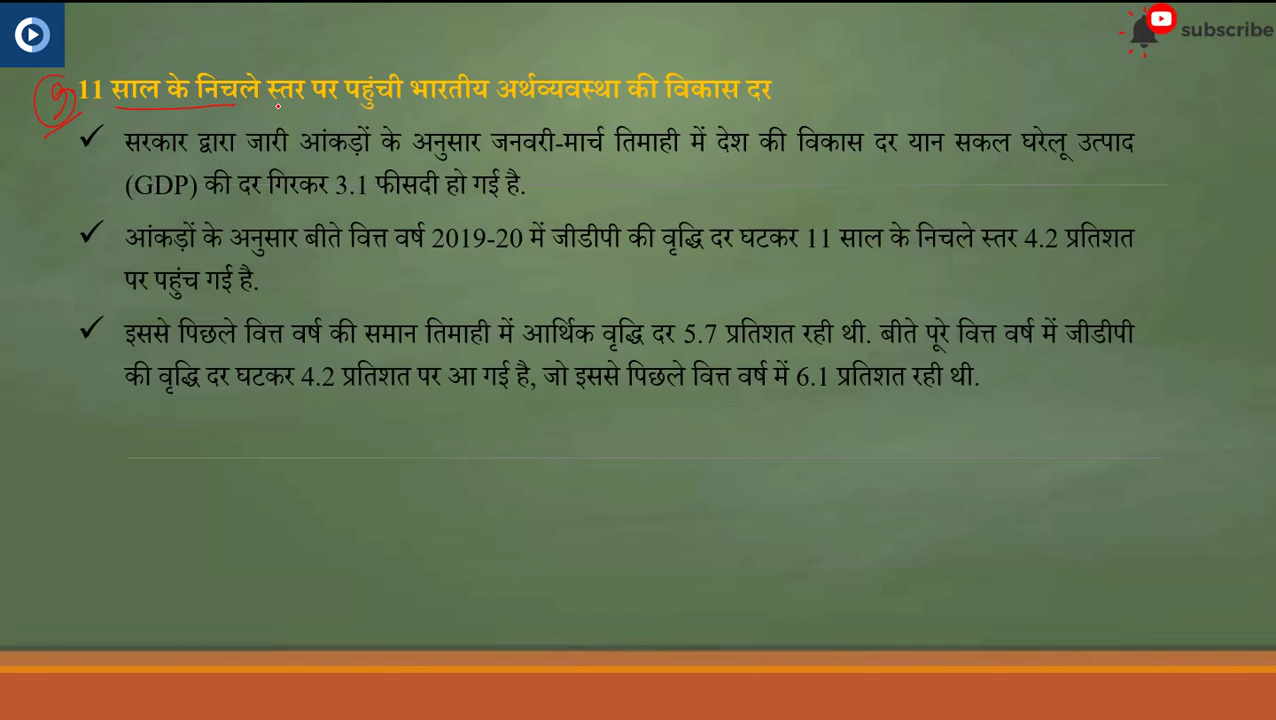 subscribe
11 साल के निचले स्तर पर पहुंची भारतीय अर्थव्यवस्था की विकास दर
✓ सरकार द्वारा जारी आंकड़ों के अनुसार जनवरी-मार्च तिमाही में देश की विकास दर यान सकल घरेलू उत्पाद
(GDP) की दर गिरकर 3.1 फीसदी हो गई है.
✓ आंकड़ों के अनुसार बीते वित्त वर्ष 2019-20 में जीडीपी की वृद्धि दर घटकर 11 साल के निचले स्तर 4.2 प्रतिशत
पर पहुंच गई है.
✓ इससे पिछले वित्त वर्ष की समान तिमाही में आर्थिक वृद्धि दर 5.7 प्रतिशत रही थी. बीते पूरे वित्त वर्ष में जीडीपी
की वृद्धि दर घटकर 4.2 प्रतिशत पर आ गई है, जो इससे पिछले वित्त वर्ष में 6.1 प्रतिशत रही थी.